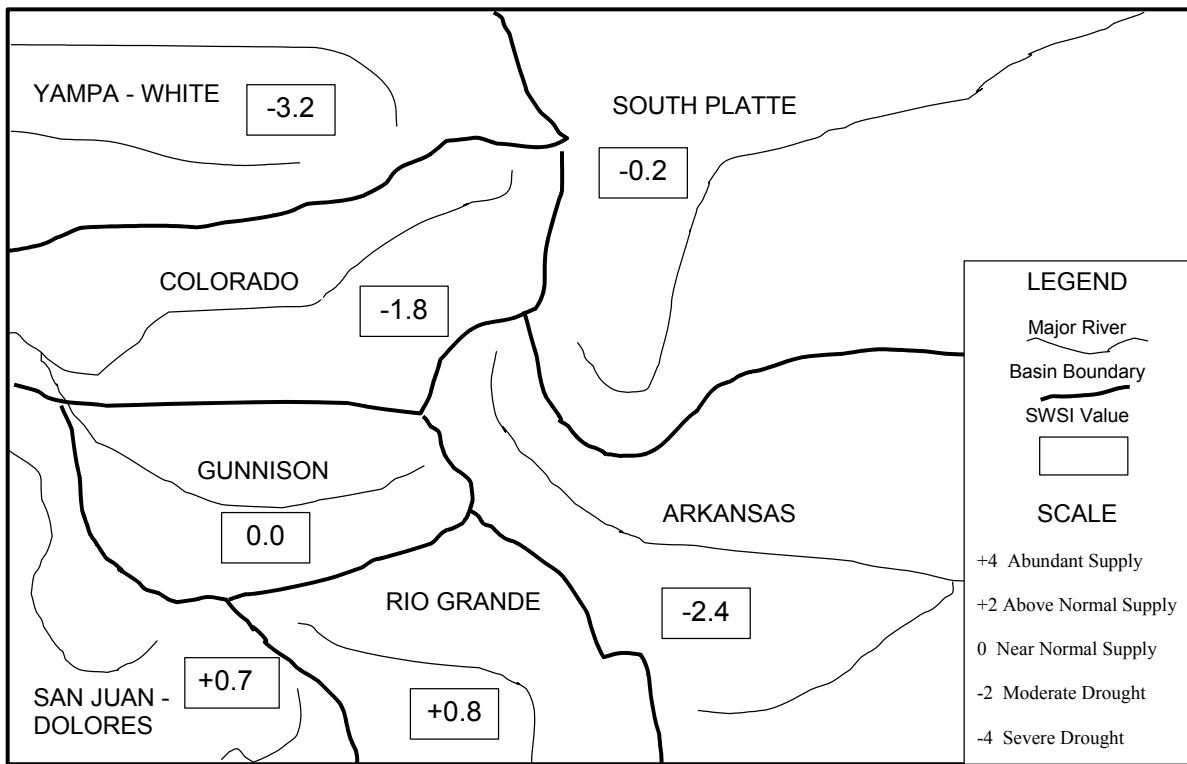 YAMPA - WHITE
-3.2
SOUTH PLATTE
-0.2
COLORADO
-1.8
GUNNISON
0.0
ARKANSAS
-2.4
RIO GRANDE
+0.8
SAN JUAN -
DOLORES
+0.7
LEGEND
Major River
Basin Boundary
SWSI Value
SCALE
+4 Abundant Supply
+2 Above Normal Supply
0 Near Normal Supply
-2 Moderate Drought
-4 Severe Drought